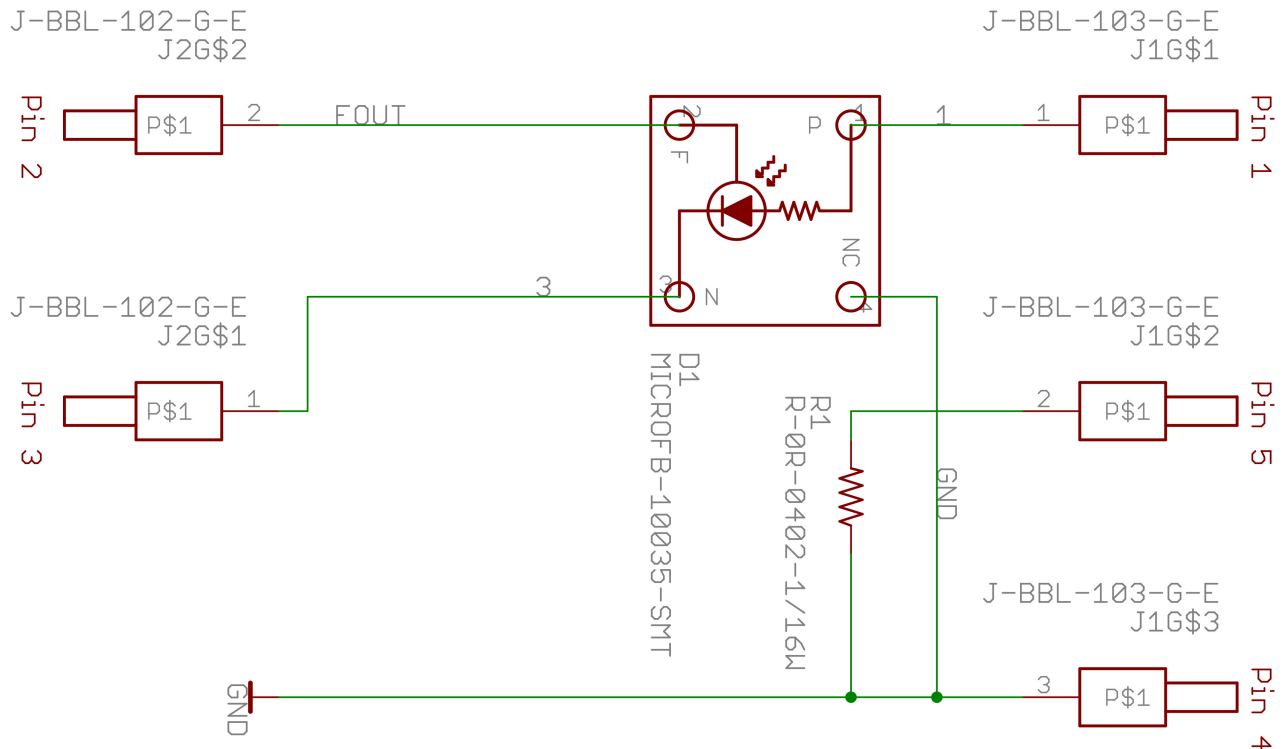 J-BBL-102-G-E
J2G$2
J-BBL-103-G-E
J1G$1
Pin 2
P$1
2
FOUT
2
F
P
1
1
1
P$1
Pin 1
NC
3
N
4
3
J-BBL-102-G-E
J2G$1
J-BBL-103-G-E
J1G$2
Pin 3
P$1
1
D1
MICROFB-10035-SMT
R1
R-0R-0402-1/16W
GND
2
P$1
Pin 5
J-BBL-103-G-E
J1G$3
GND
3
P$1
Pin 4